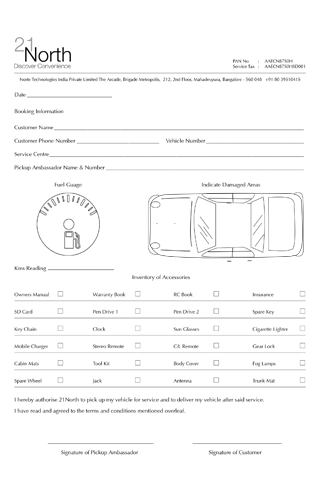 21
North
Discover Convenience
PAN No : AAECN8750H
Service Tax : AAECN8750HSD001
Norte Technologies India Private Limited The Arcade, Brigade Metropolis, 212, 2nd Floor, Mahadevpura, Bangalore - 560 048 +91 80 39510415
Date
Booking Information
Customer Name
Customer Phone Number Vehicle Number
Service Centre
Pickup Ambassador Name & Number
Fuel Guage Indicate Damaged Areas
Kms Reading
Inventory of Accessories
Owners Manual Warranty Book RC Book Insurance
SD Card Pen Drive 1 Pen Drive 2 Spare Key
Key Chain Clock Sun Glasses Cigarette Lighter
Mobile Charger Stereo Remote C/L Remote Gear Lock
Cabin Mats Tool Kit Body Cover Fog Lamps
Spare Wheel Jack Antenna Trunk Mat
I hereby authorise 21North to pick up my vehicle for service and to deliver my vehicle after said service.
I have read and agreed to the terms and conditions mentioned overleaf.
Signature of Pickup Ambassador Signature of Customer